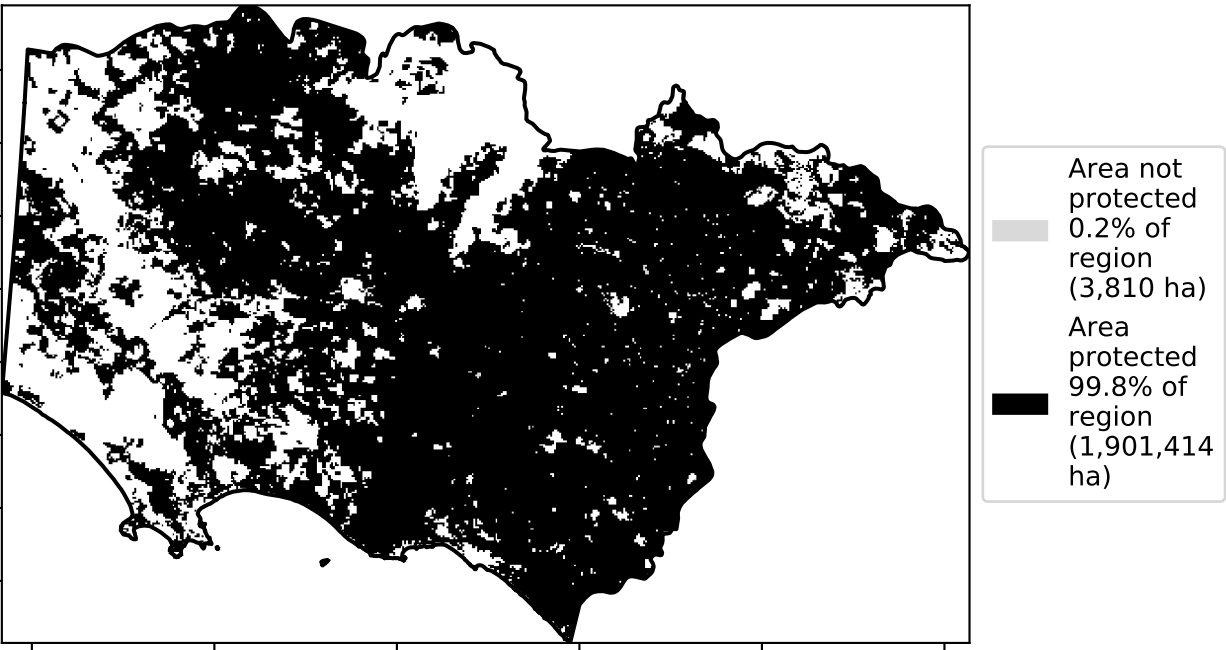 Area not
protected
0.2% of
region
(3,810 ha)
Area
protected
99.8% of
region
(1,901,414
ha)